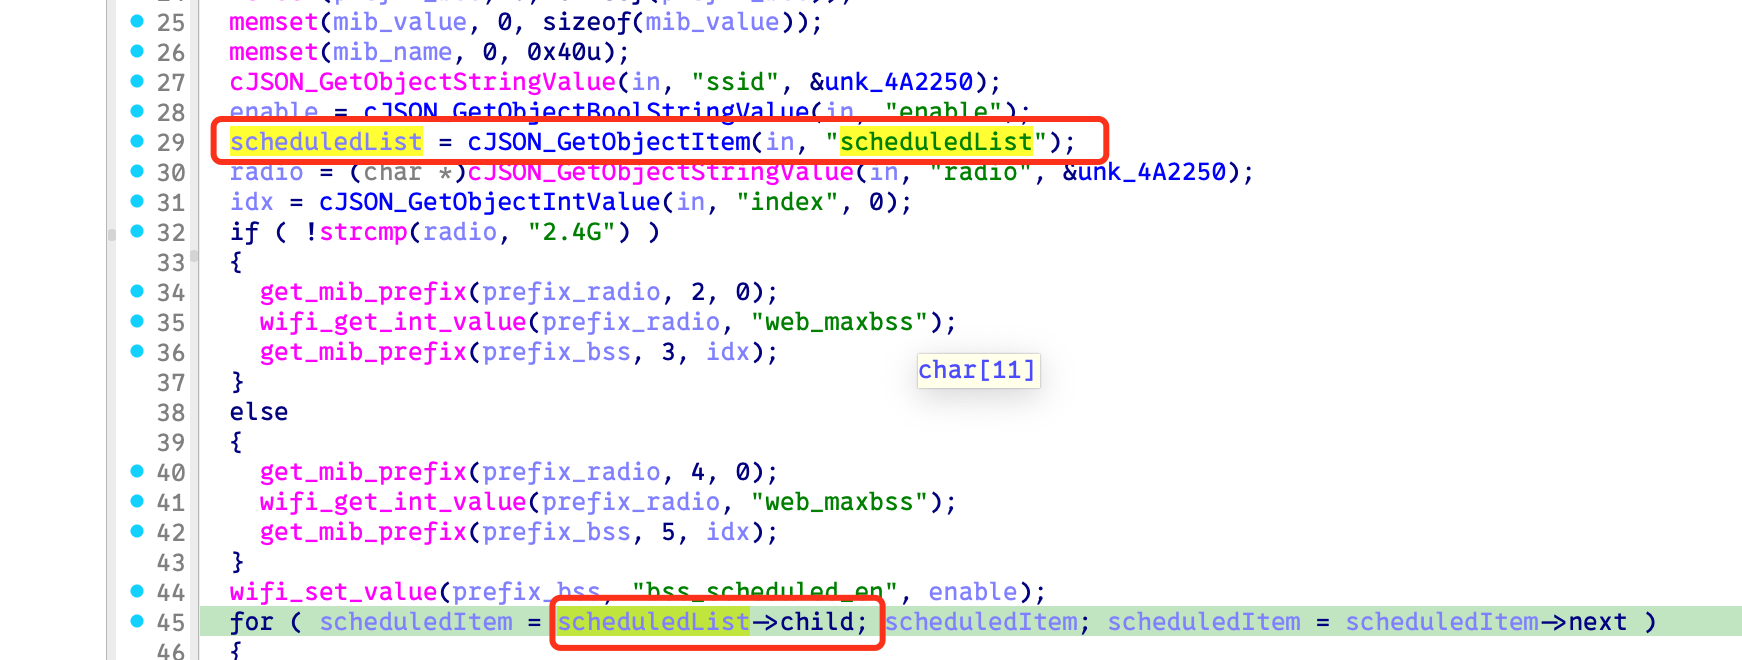 25 memset(mib_value, 0, sizeof(mib_value));
26 memset(mib_name, 0, 0x40u);
27 cJSON_GetObjectStringValue(in, "ssid", &unk_4A2250);
28 enable = cJSON_GetObjectBoolStringValue(in, "enable");
29 scheduledList = cJSON_GetObjectItem(in, "scheduledList");
30 radio = (char *)cJSON_GetObjectStringValue(in, "radio", &unk_4A2250);
31 idx = cJSON_GetObjectIntValue(in, "index", 0);
32 if ( !strcmp(radio, "2.4G") )
33 {
34 get_mib_prefix(prefix_radio, 2, 0);
35 wifi_get_int_value(prefix_radio, "web_maxbss");
36 get_mib_prefix(prefix_bss, 3, idx);
char[11]
37 }
38 else
39 {
40 get_mib_prefix(prefix_radio, 4, 0);
41 wifi_get_int_value(prefix_radio, "web_maxbss");
42 get_mib_prefix(prefix_bss, 5, idx);
43 }
44 wifi_set_value(prefix_bss, "bss_scheduled_en", enable);
45 for ( scheduledItem = scheduledList->child; scheduledItem; scheduledItem = scheduledItem->next )
46 {